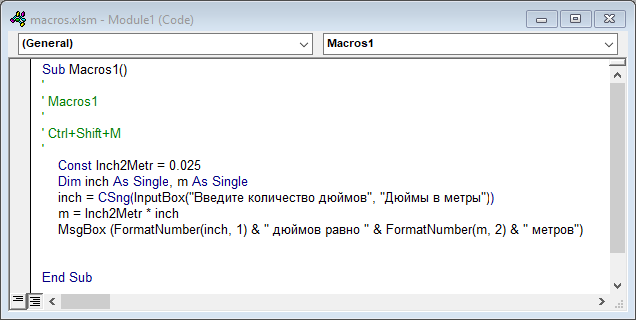 macros.xlsm - Module1 (Code)
(General) Macros1
Sub Macros1()
'
' Macros1
'
' Ctrl+Shift+M
'
Const Inch2Metr = 0.025
Dim inch As Single, m As Single
inch = CSng(InputBox("Введите количество дюймов", "Дюймы в метры"))
m = Inch2Metr * inch
MsgBox (FormatNumber(inch, 1) & " дюймов равно " & FormatNumber(m, 2) & " метров")
End Sub